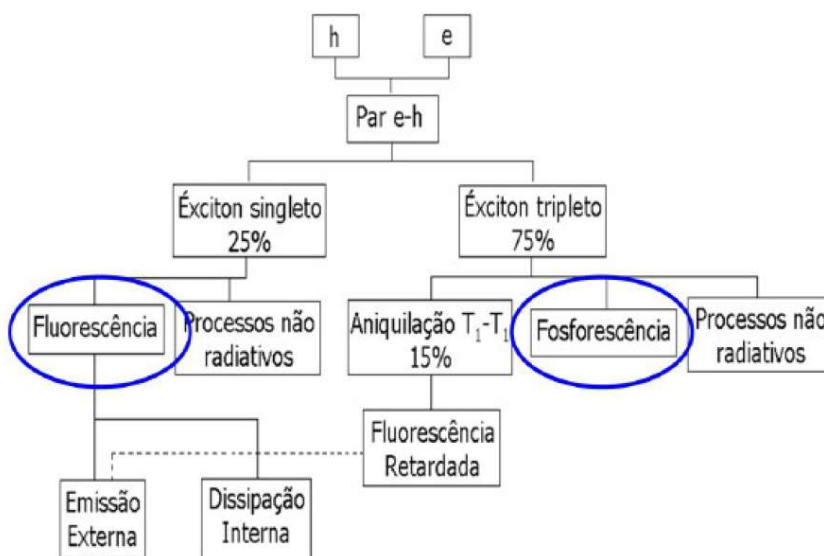 h
e
Par e-h
Éxciton singleto
25%
Éxciton tripleto
75%
Fluorescência
Processos não
radiativos
Aniquilação T₁-T₁
15%
Fosforescência
Processos não
radiativos
Fluorescência
Retardada
Emissão
Externa
Dissipação
Interna